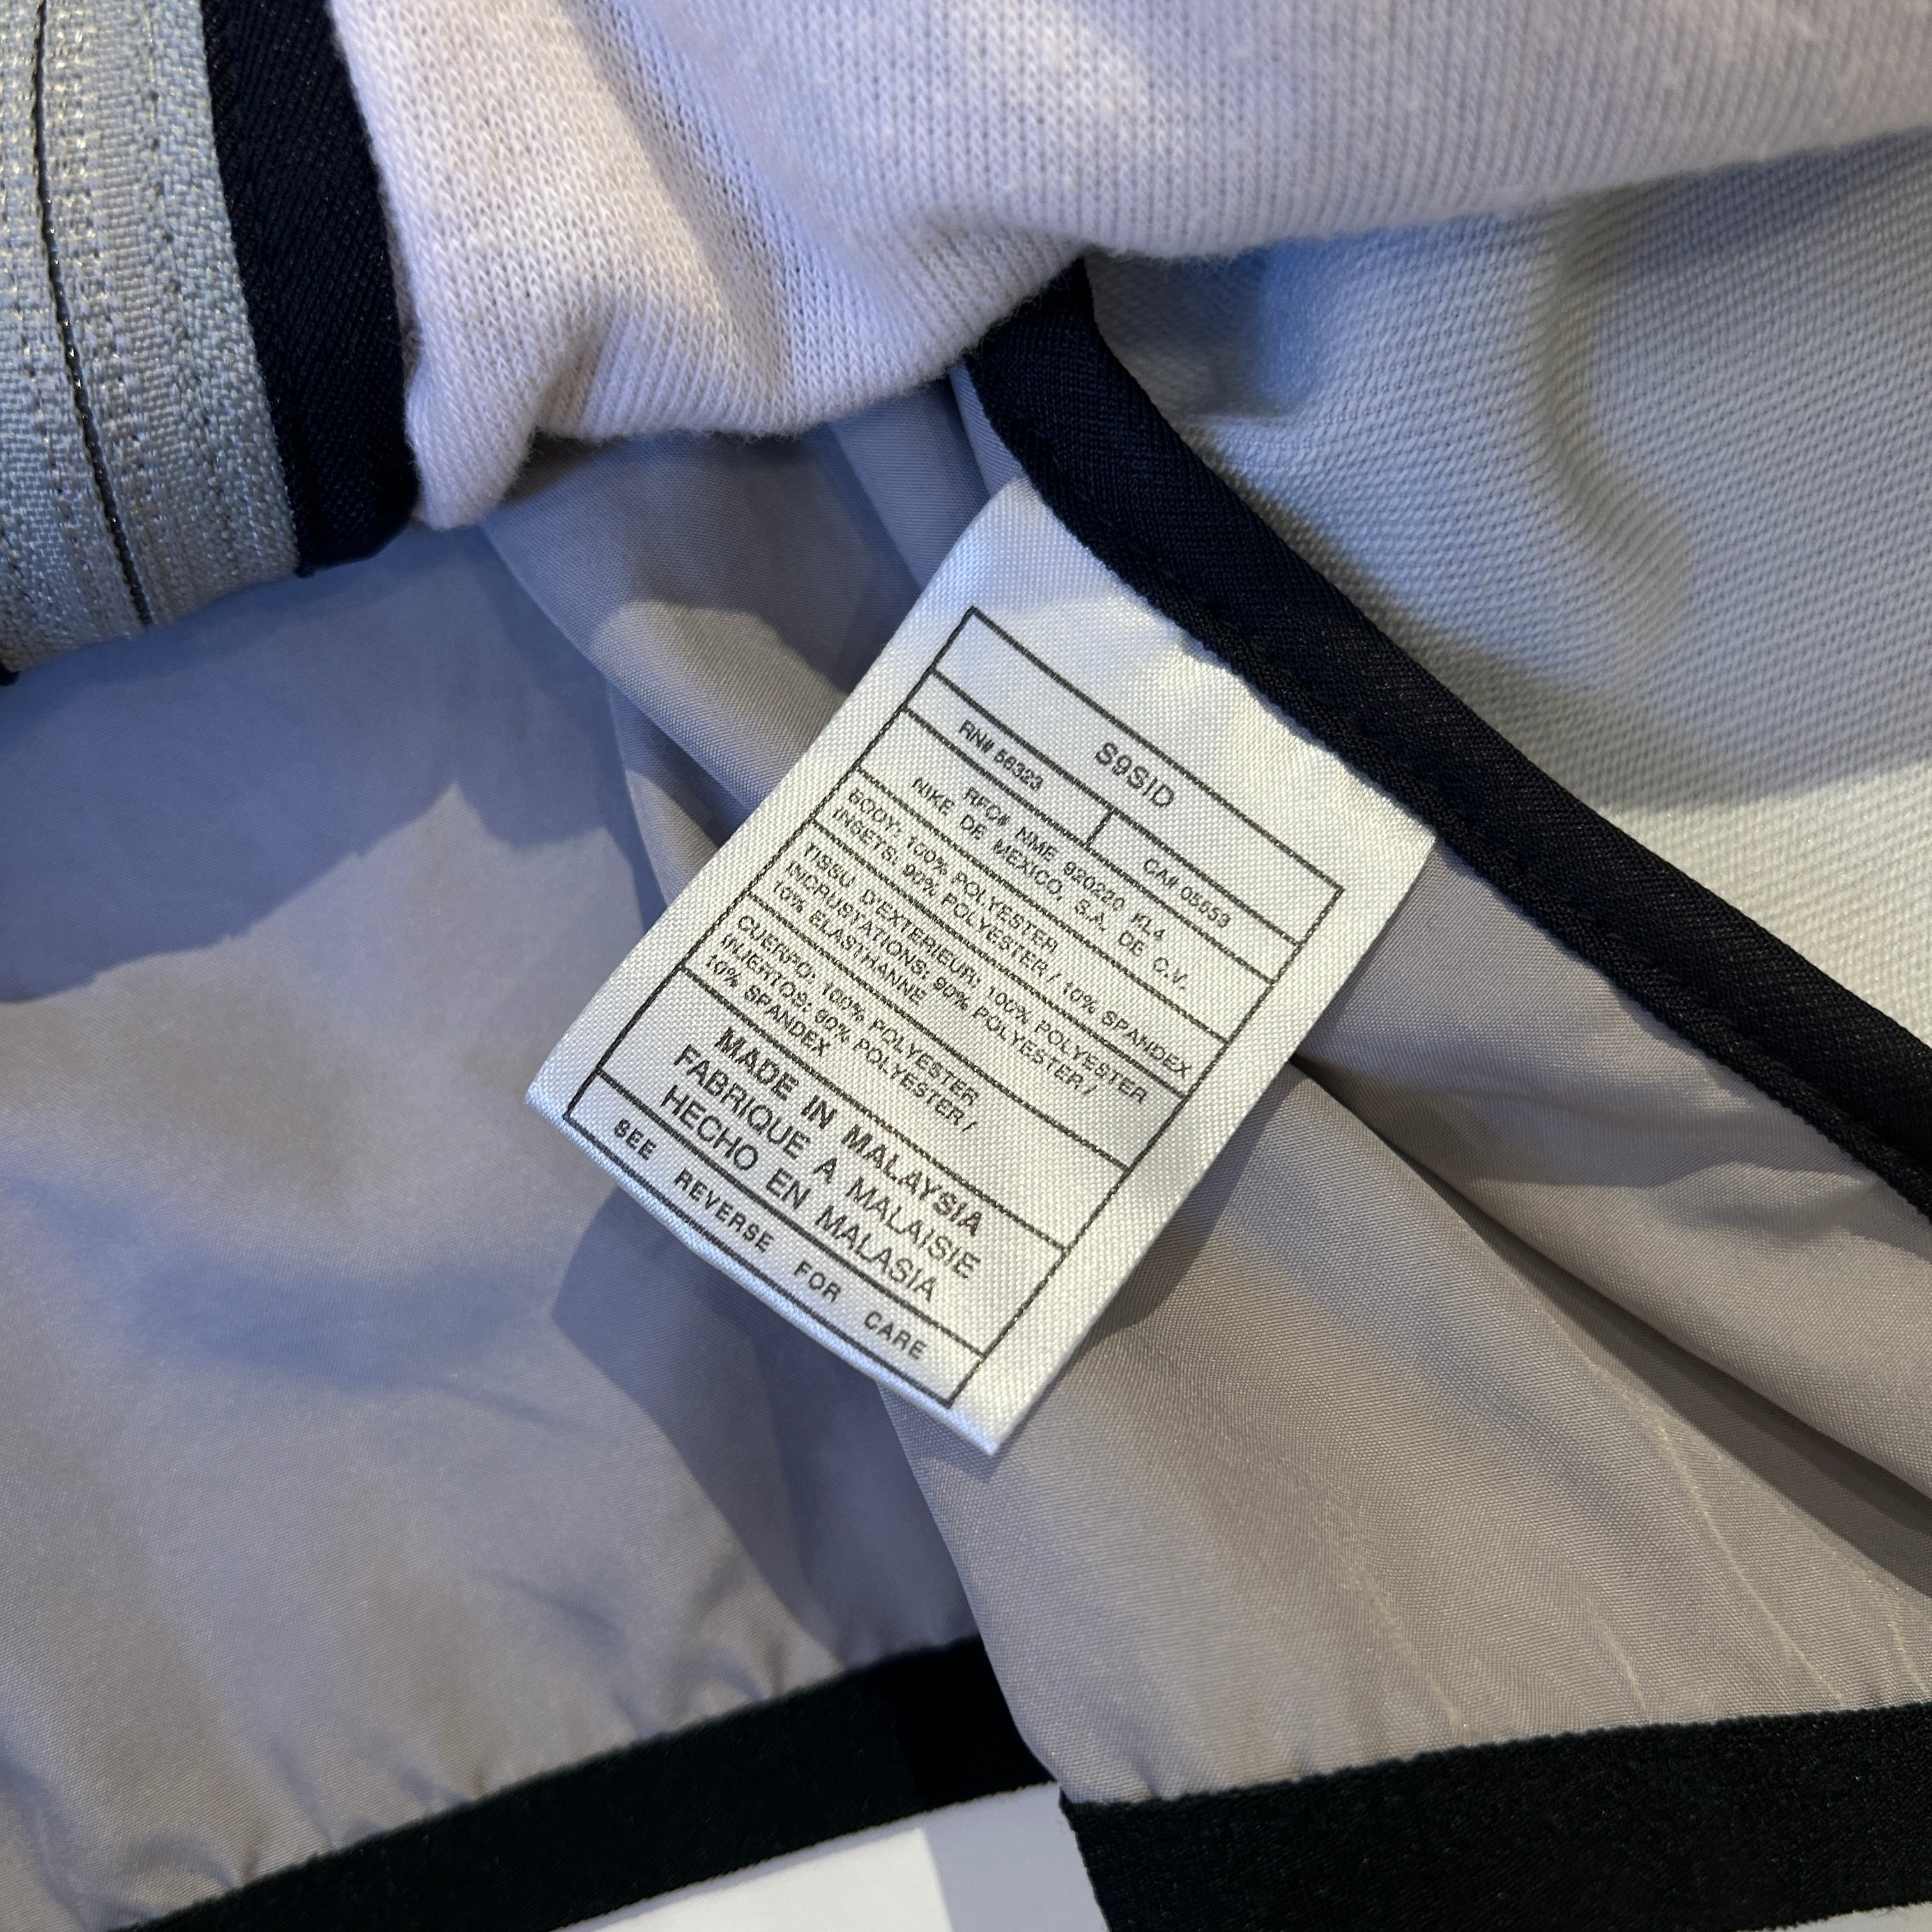 S9SID
RN# 56323 CA# 05553
RFC# NME 920220 KL4
NIKE DE MEXICO, S.A. DE C.V.
BODY: 100% POLYESTER
INSETS: 90% POLYESTER / 10% SPANDEX
TISSU D'EXTERIEUR: 100% POLYESTER
INCRUSTATIONS: 90% POLYESTER/
10% ELASTHANNE
CUERPO: 100% POLYESTER
INJERTOS: 90% POLYESTER /
10% SPANDEX
MADE IN MALAYSIA
FABRIQUE A MALAISIE
HECHO EN MALASIA
SEE REVERSE FOR CARE